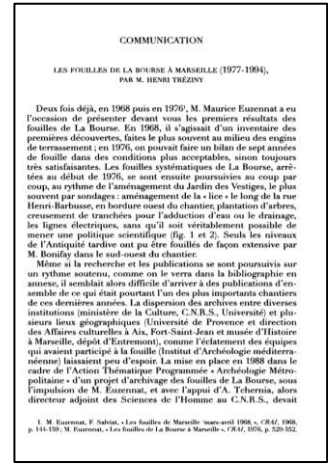 COMMUNICATION
LES FOUILLES DE LA BOURSE À MARSEILLE (1977-1994),
PAR M. HENRI TRÉZINY
Deux fois déjà, en 1968 puis en 1976¹, M. Maurice Euzennat a eu
l'occasion de présenter devant vous les premiers résultats des
fouilles de La Bourse. En 1968, il s'agissait d'un inventaire des
premières découvertes, faites le plus souvent au milieu des engins
de terrassement ; en 1976, on pouvait faire un bilan de sept années
de fouille dans des conditions plus acceptables, sinon toujours
très satisfaisantes. Les fouilles systématiques de La Bourse, arrê-
tées au début de 1976, se sont ensuite poursuivies au coup par
coup, au rythme de l'aménagement du Jardin des Vestiges, le plus
souvent par sondages : aménagement de la « lice » le long de la rue
Henri-Barbusse, en bordure ouest du chantier, plantation d'arbres,
creusement de tranchées pour l'adduction d'eau ou le drainage,
les lignes électriques, sans qu'il soit véritablement possible de
mener une politique scientifique (fig. 1 et 2). Seuls les niveaux
de l'Antiquité tardive ont pu être fouillés de façon extensive par
M. Bonifay dans le sud-ouest du chantier.
Même si la recherche et les publications se sont poursuivis sur
un rythme soutenu, comme on le verra dans la bibliographie en
annexe, il semblait alors difficile d'arriver à des publications d'en-
semble de ce qui était pourtant l'un des plus importants chantiers
de ces dernières années. La dispersion des archives entre diverses
institutions (ministère de la Culture, C.N.R.S., Université) et plu-
sieurs lieux géographiques (Université de Provence et direction
des Affaires culturelles à Aix, Fort-Saint-Jean et musée d'Histoire
à Marseille, dépôt d'Entremont), comme l'éclatement des équipes
qui avaient participé à la fouille (Institut d'Archéologie méditerra-
néenne) laissaient peu d'espoir. La mise en place en 1988 dans le
cadre de l'Action Thématique Programmée « Archéologie Métro-
politaine » d'un projet d'archivage des fouilles de La Bourse, sous
l'impulsion de M. Euzennat, et avec l'appui d'A. Tchernia, alors
directeur adjoint des Sciences de l'Homme au C.N.R.S., devait
1. M. Euzennat, F. Salviat, « Les fouilles de Marseille (mars-avril 1968) », CRAI, 1968,
p. 144-159 ; M. Euzennat, « Les fouilles de La Bourse à Marseille », CRAI, 1976, p. 529-552.